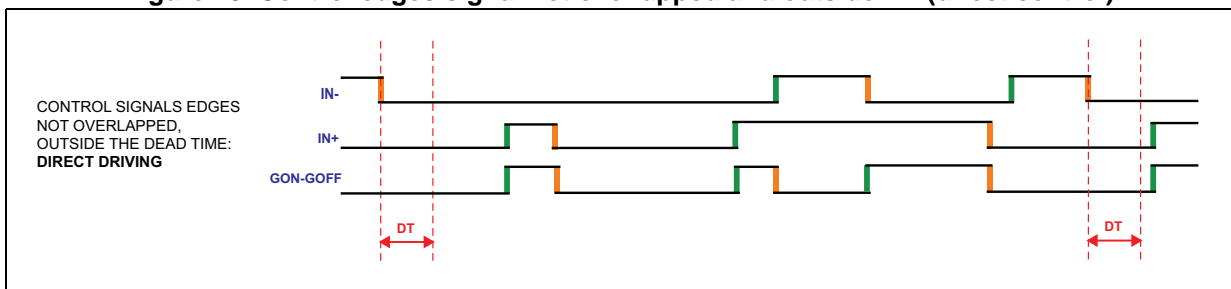 CONTROL SIGNALS EDGES
NOT OVERLAPPED,
OUTSIDE THE DEAD TIME:
DIRECT DRIVING
IN-
IN+
GON-GOFF
DT
DT